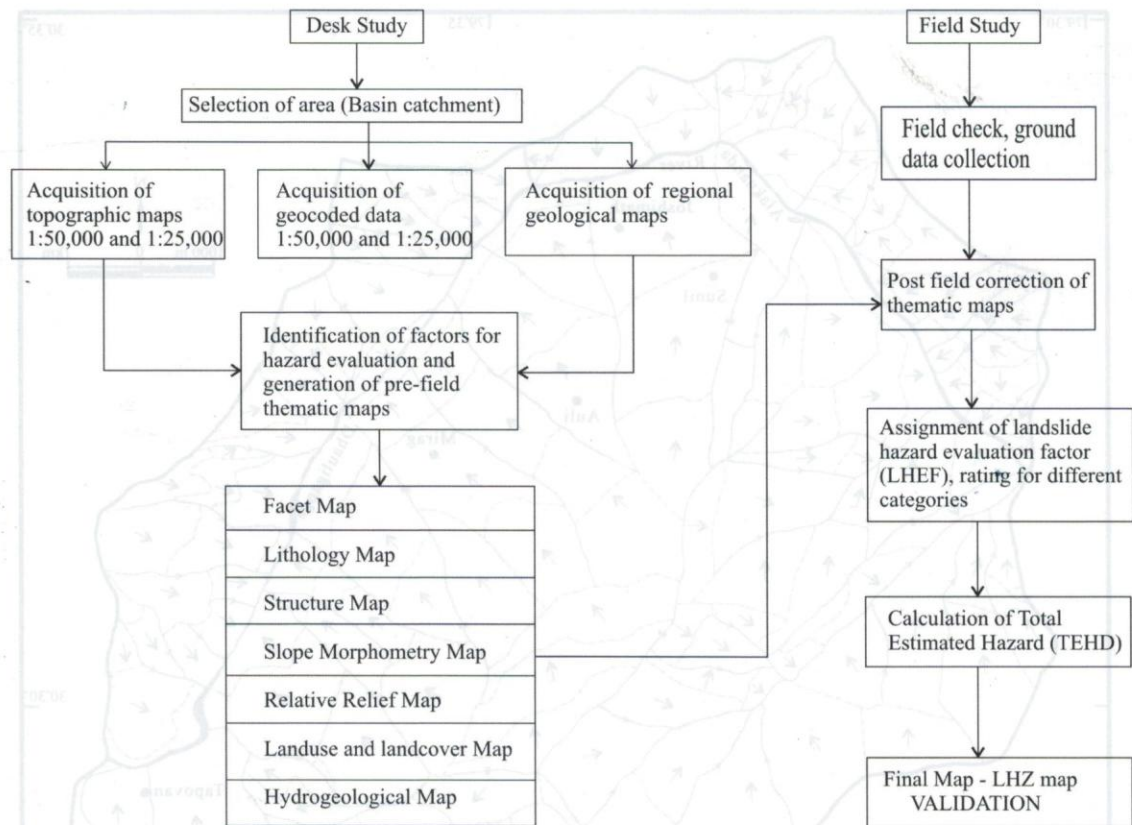 Desk Study
Selection of area (Basin catchment)
Acquisition of
topographic maps
1:50,000 and 1:25,000
Acquisition of
geocoded data
1:50,000 and 1:25,000
Acquisition of regional
geological maps
Identification of factors for
hazard evaluation and
generation of pre-field
thematic maps
Facet Map
Lithology Map
Structure Map
Slope Morphometry Map
Relative Relief Map
Landuse and landcover Map
Hydrogeological Map
Field Study
Field check, ground
data collection
Post field correction of
thematic maps
Assignment of landslide
hazard evaluation factor
(LHEF), rating for different
categories
Calculation of Total
Estimated Hazard (TEHD)
Final Map - LHZ map
VALIDATION